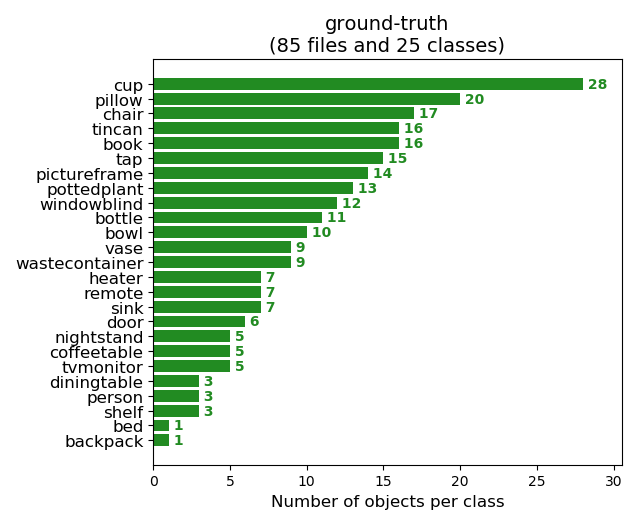 ground-truth
(85 files and 25 classes)
cup 28
pillow 20
chair 17
tincan 16
book 16
tap 15
pictureframe 14
pottedplant 13
windowblind 12
bottle 11
bowl 10
vase 9
wastecontainer 9
heater 7
remote 7
sink 7
door 6
nightstand 5
coffeetable 5
tvmonitor 5
diningtable 3
person 3
shelf 3
bed 1
backpack 1
0 5 10 15 20 25 30
Number of objects per class